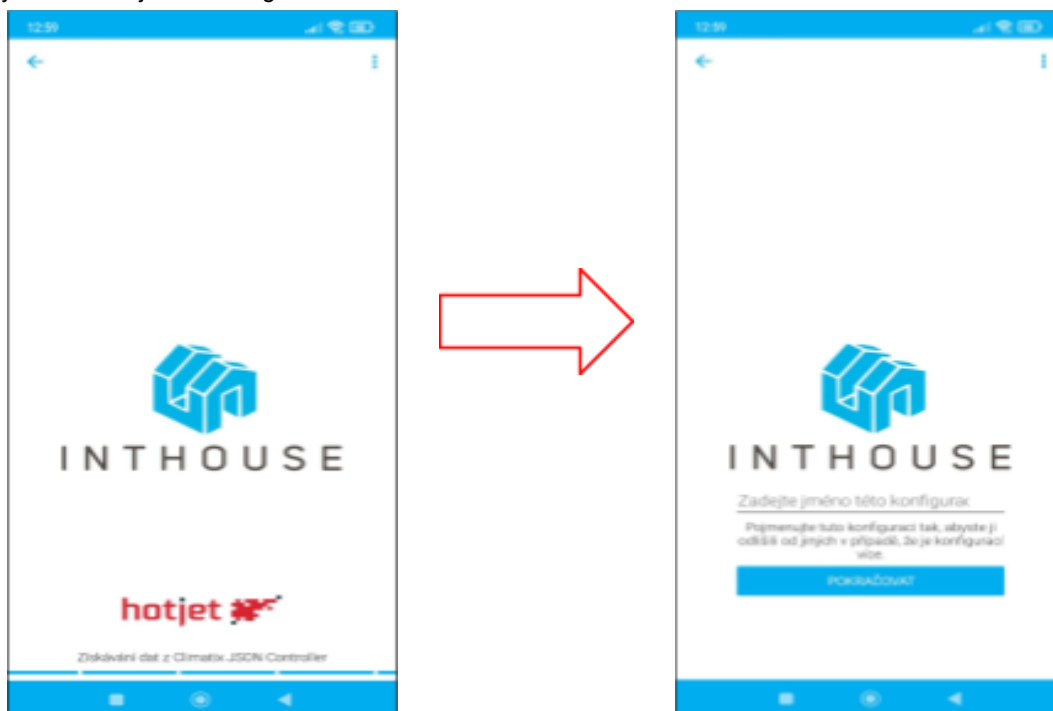 12:59
INTHOUSE
hotjet
Získávání dat z Climatix JSON Controller
12:59
INTHOUSE
Zadejte jméno této konfigurac
Pojmenujte tuto konfiguraci tak, abyste ji
odlišili od jiných v případě, že je konfigurací
více.
POKRAČOVAT